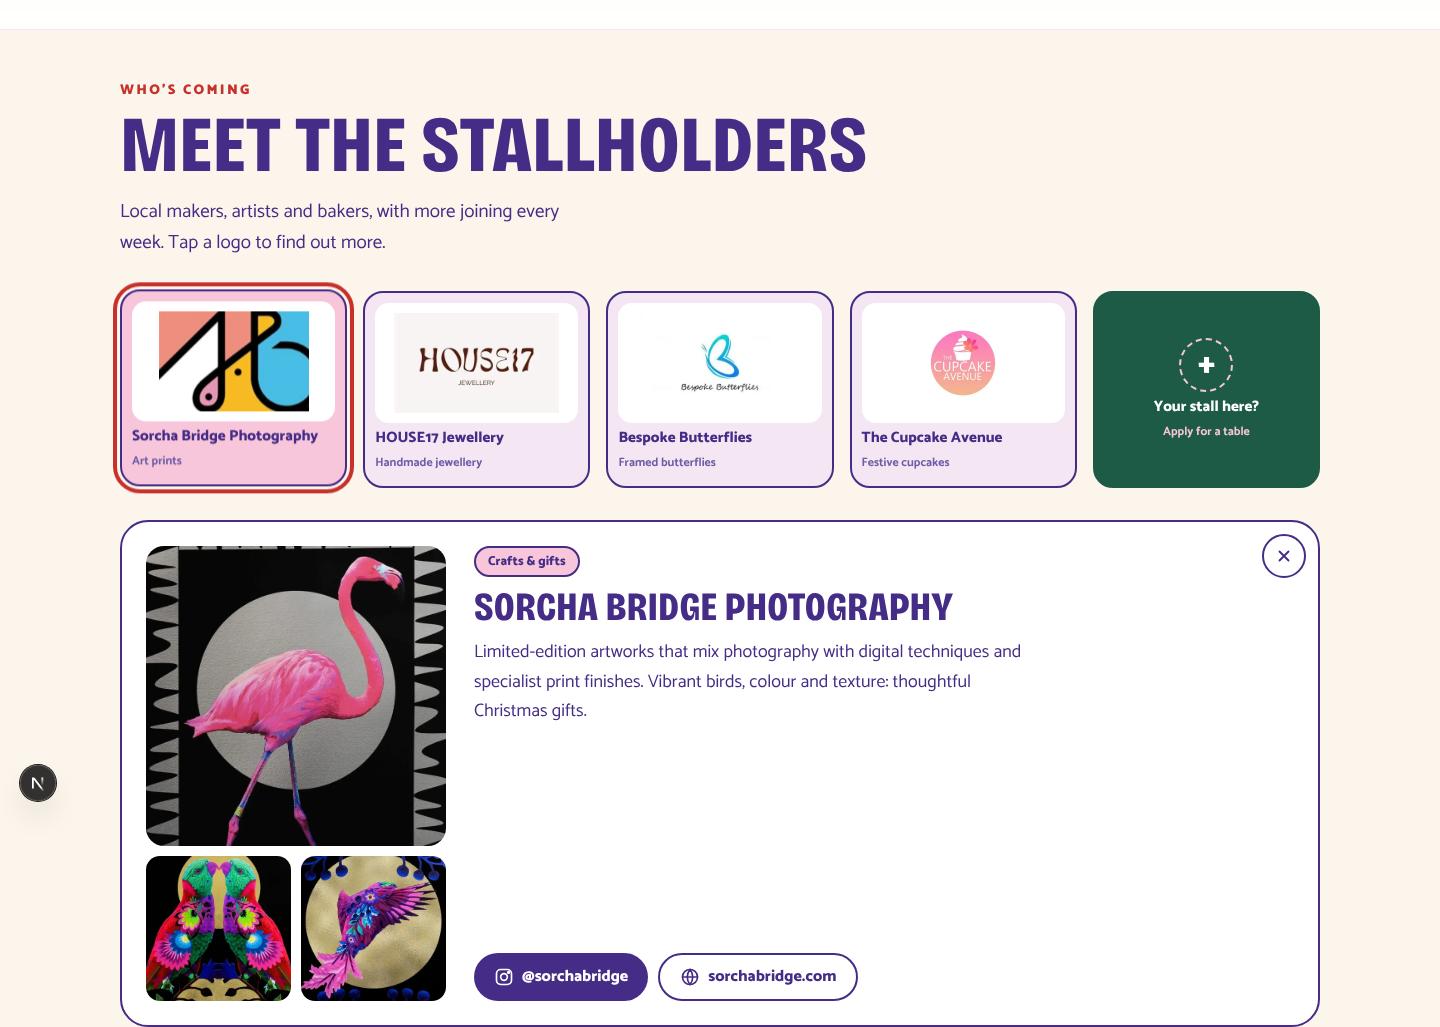 WHO'S COMING
MEET THE STALLHOLDERS
Local makers, artists and bakers, with more joining every
week. Tap a logo to find out more.
HOUSE17
JEWELLERY
Bespoke Butterflies
THE
CUPCAKE
AVENUE
Sorcha Bridge Photography
Art prints
HOUSE17 Jewellery
Handmade jewellery
Bespoke Butterflies
Framed butterflies
The Cupcake Avenue
Festive cupcakes
Your stall here?
Apply for a table
Crafts & gifts
SORCHA BRIDGE PHOTOGRAPHY
Limited-edition artworks that mix photography with digital techniques and
specialist print finishes. Vibrant birds, colour and texture: thoughtful
Christmas gifts.
N
@sorchabridge
sorchabridge.com